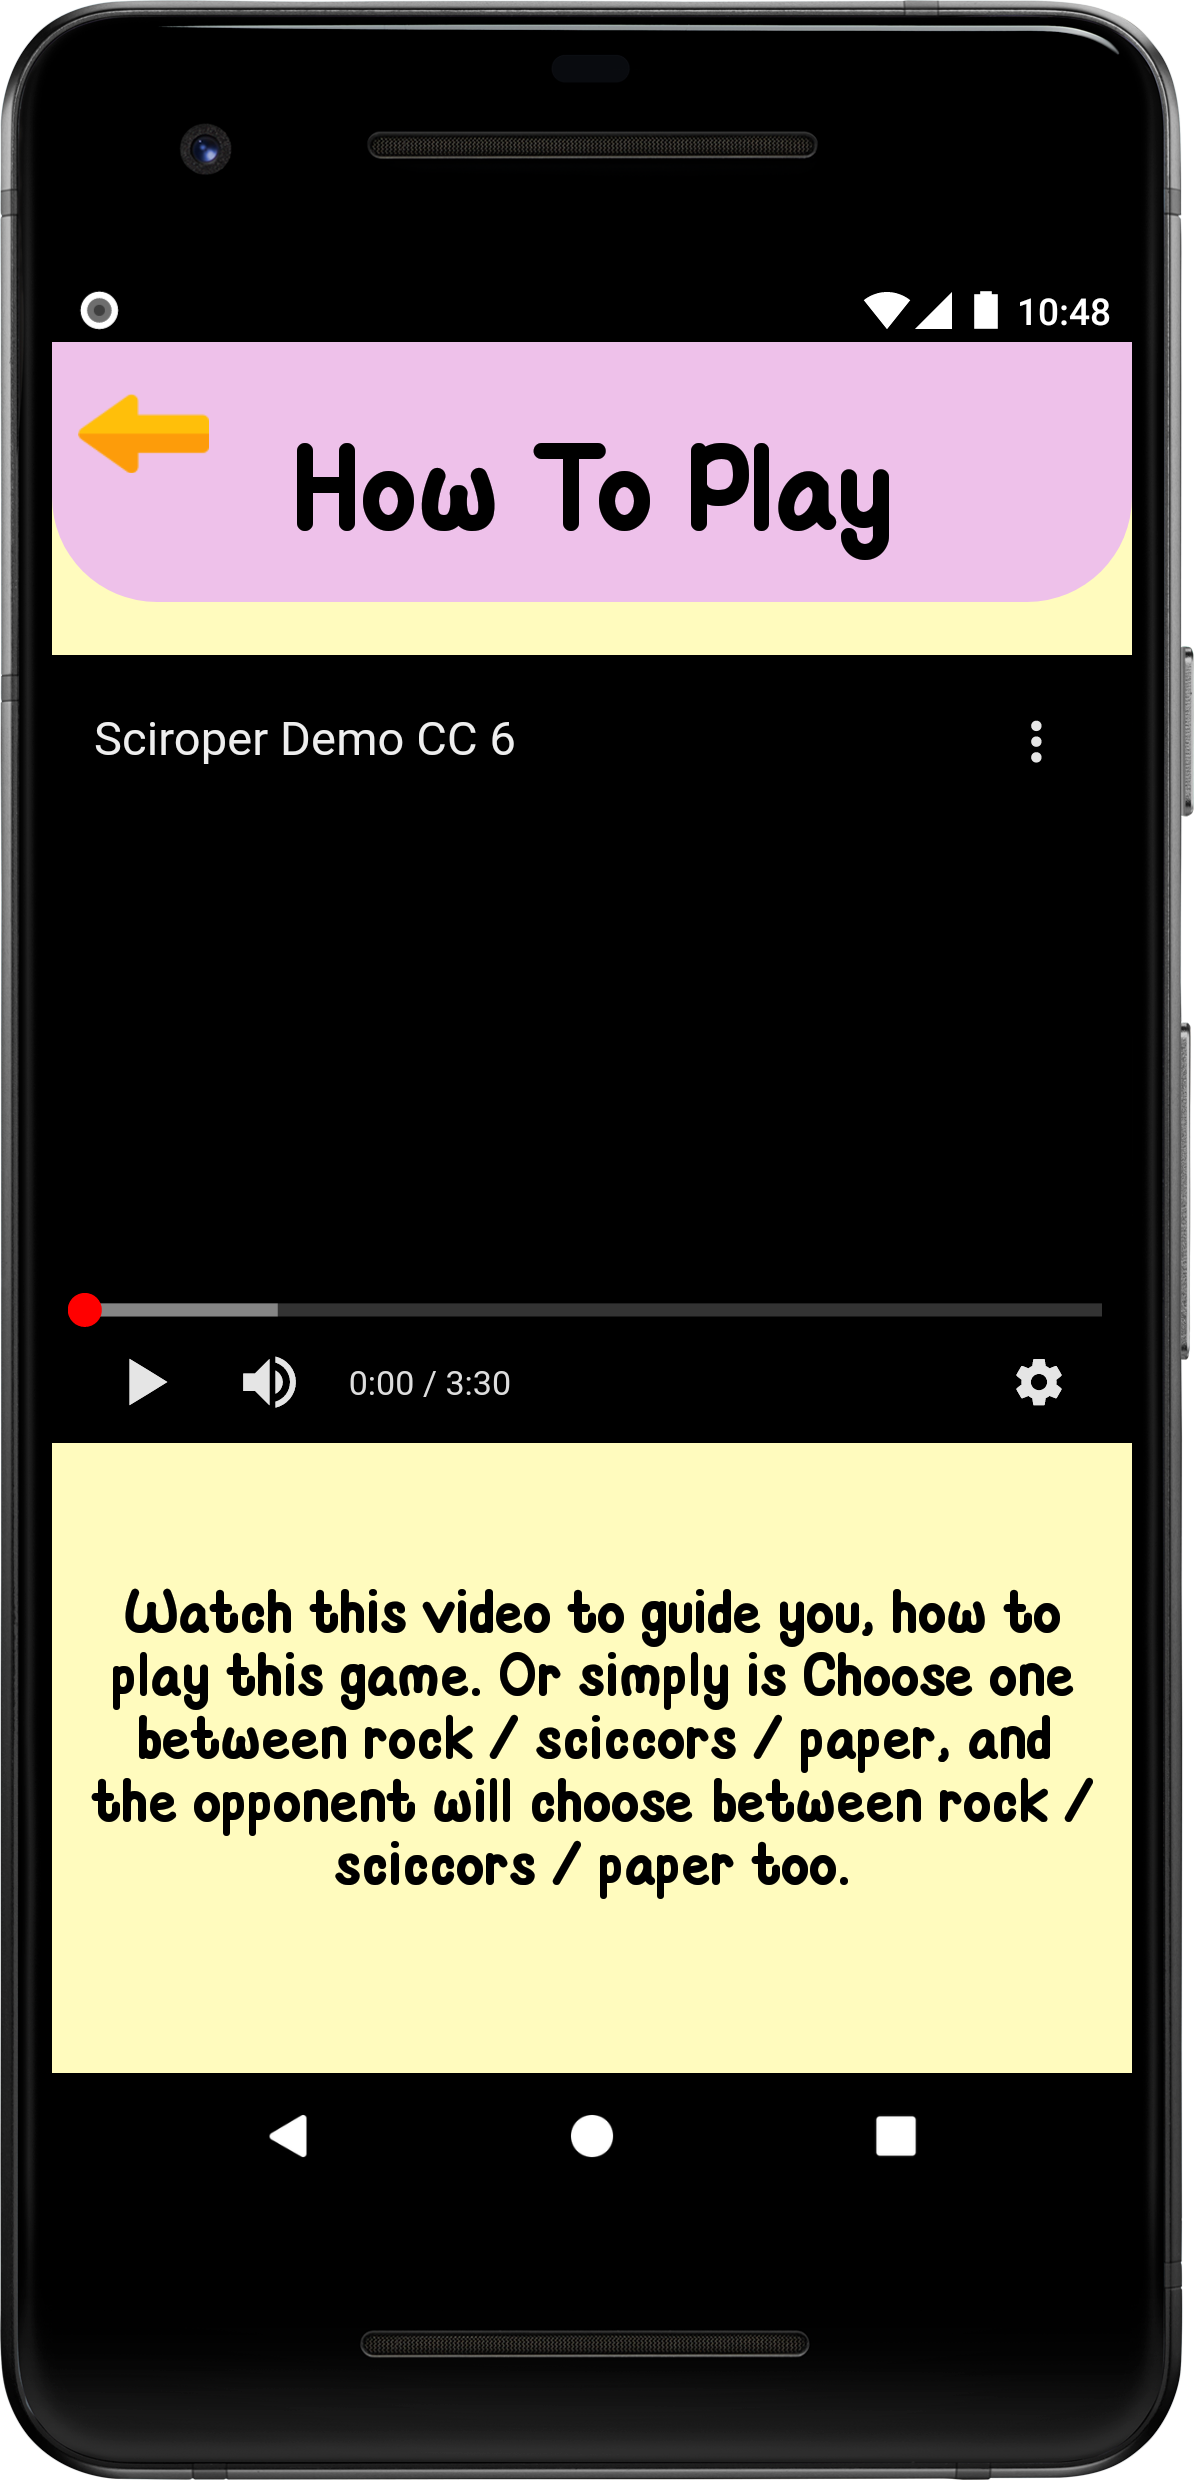 10:48
How To Play
Sciroper Demo CC 6
0:00 / 3:30
Watch this video to guide you, how to
play this game. Or simply is Choose one
between rock / sciccors / paper, and
the opponent will choose between rock /
sciccors / paper too.